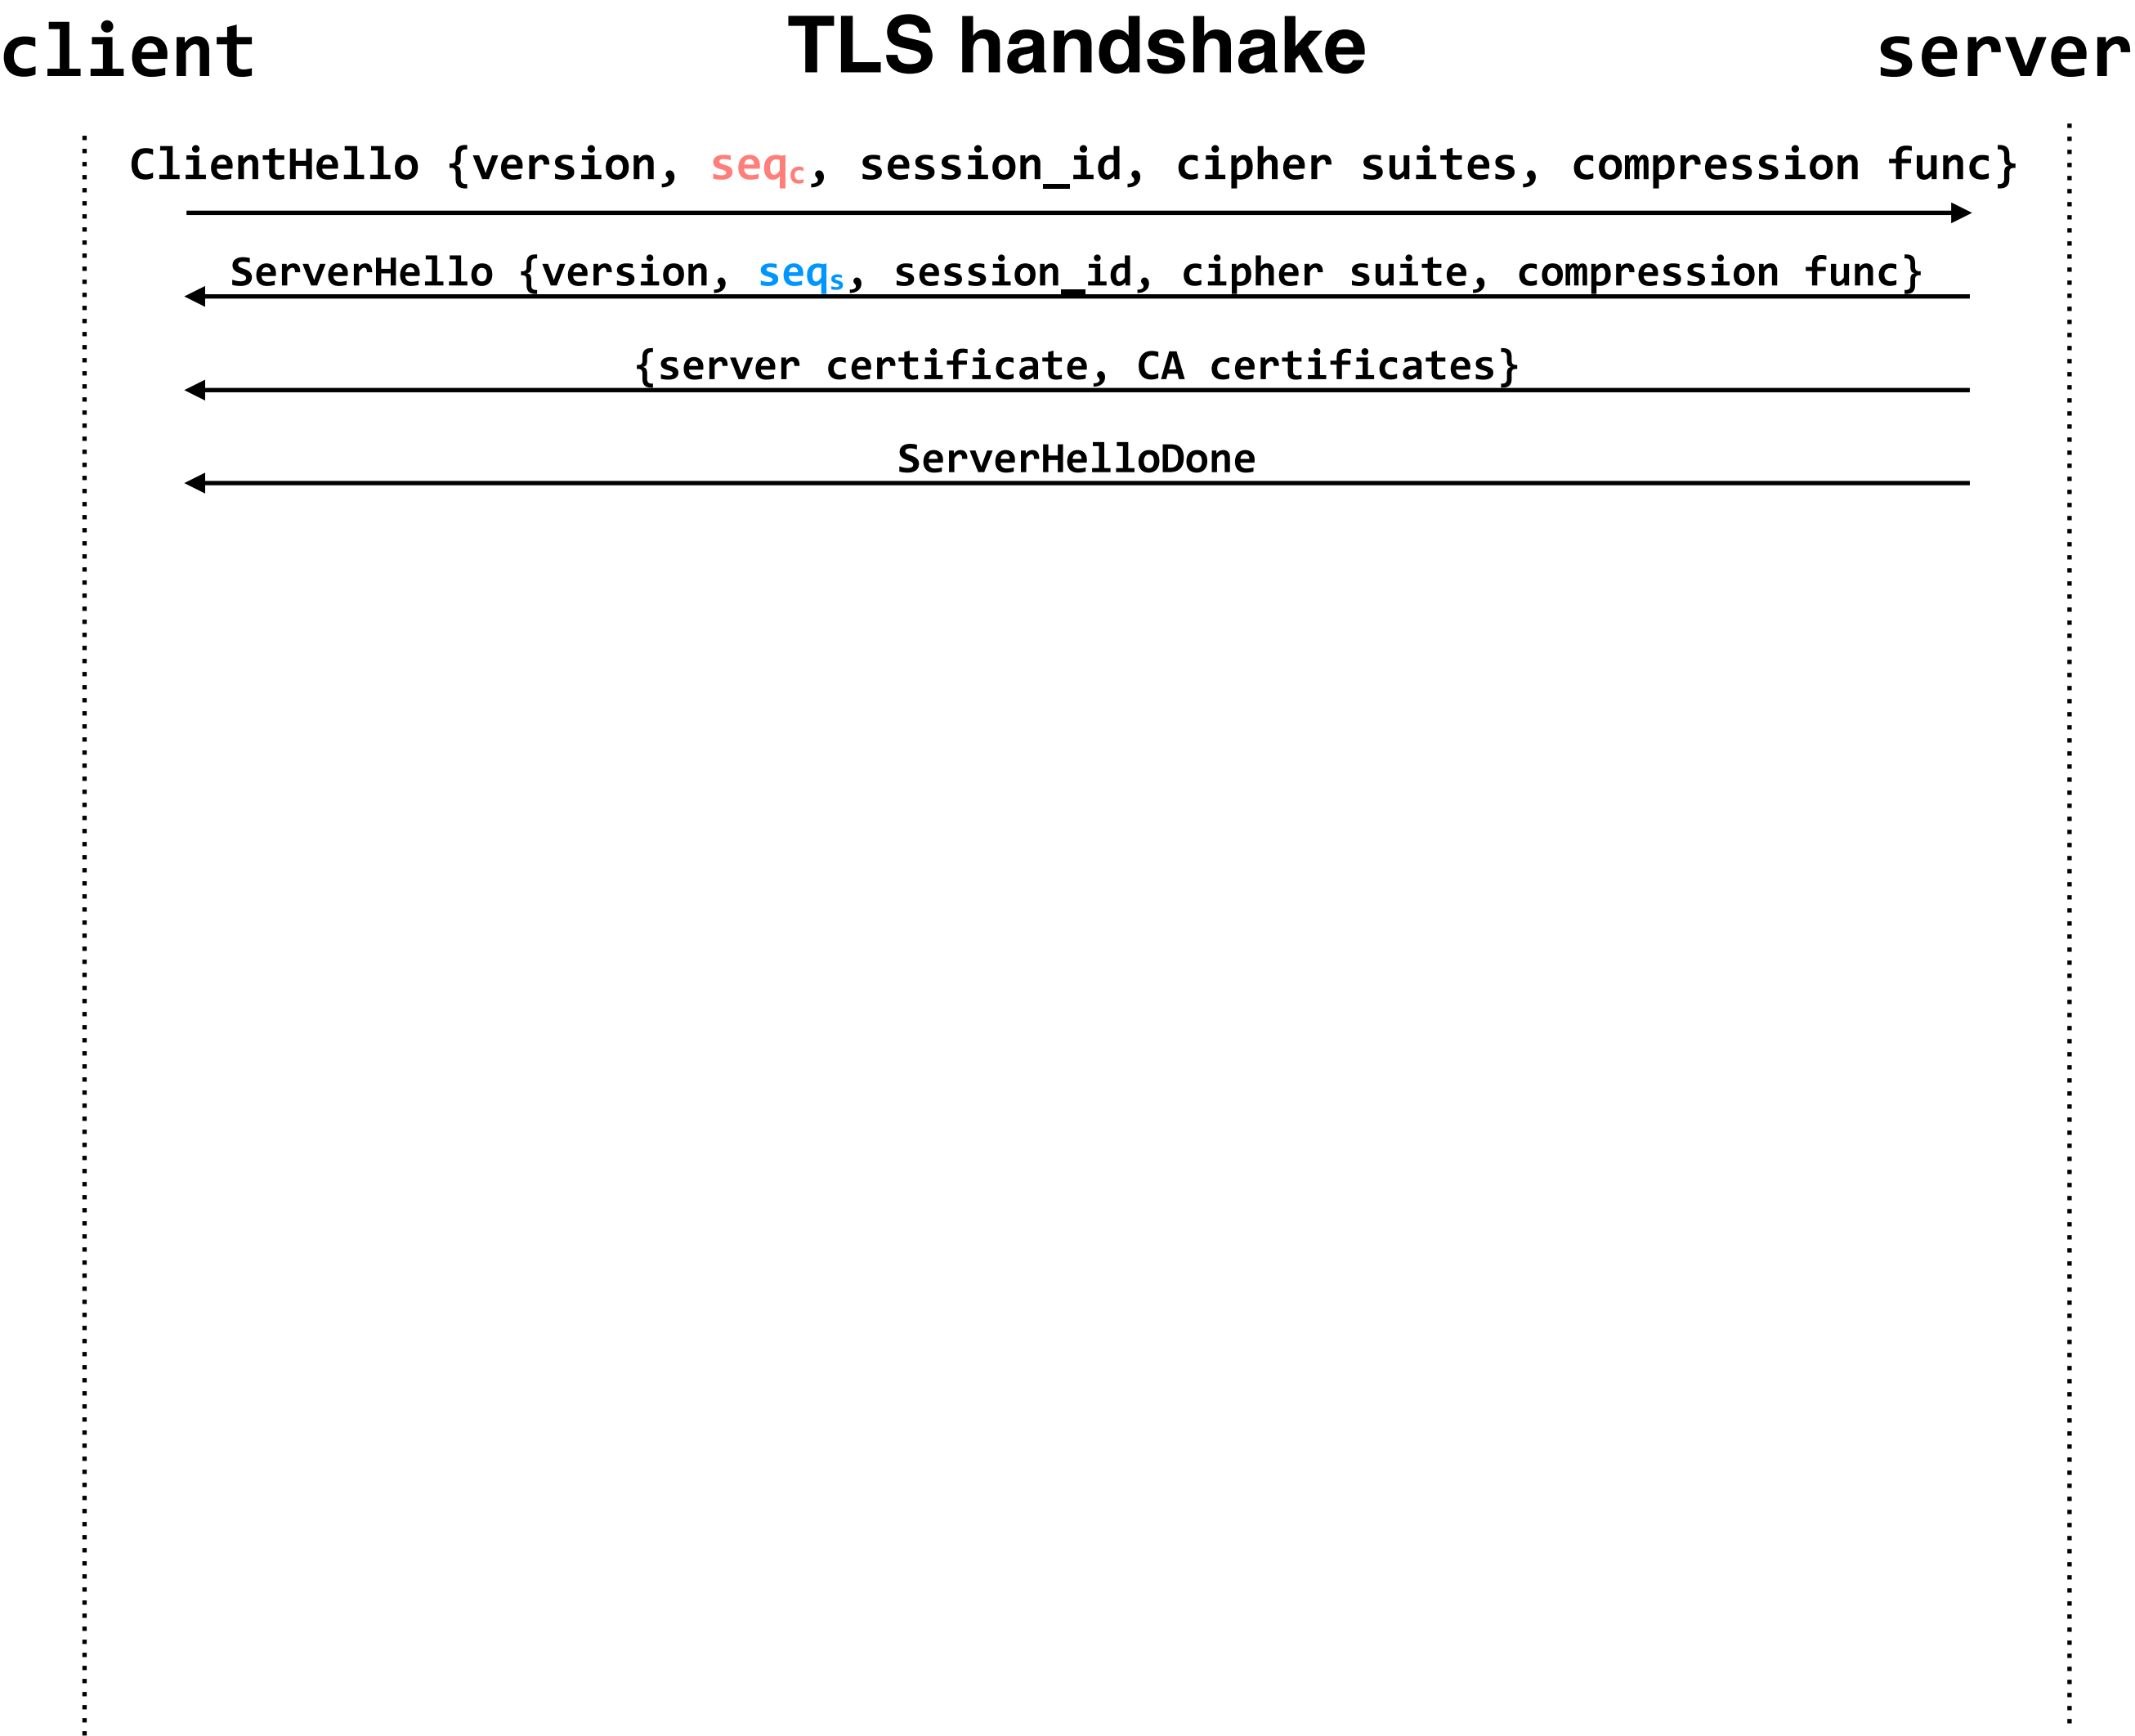 client
TLS handshake
server
ClientHello {version, seqc, session_id, cipher suites, compression func}
ServerHello {version, seqs, session_id, cipher suite, compression func}
{server certificate, CA certificates}
ServerHelloDone